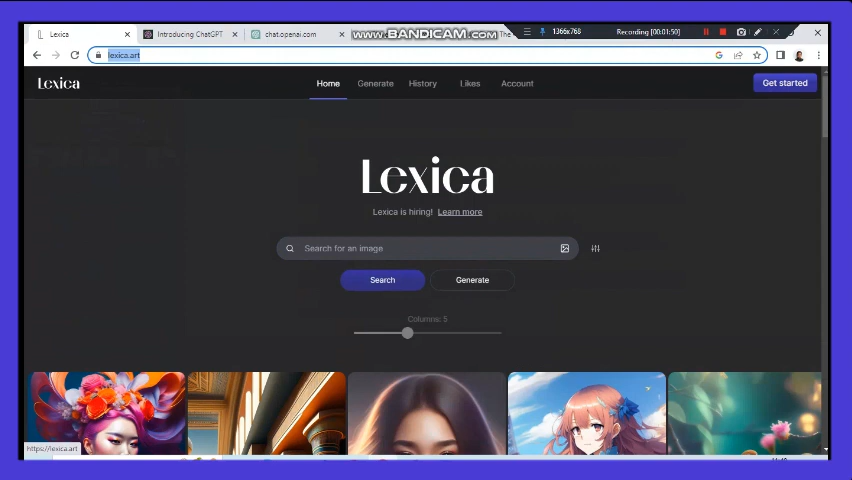 Lexica
Introducing ChatGPT
chat.openai.com
www.BANDICAM.com
The
1366x768
Recording [00:01:50]
lexica.art
Lexica
Home
Generate
History
Likes
Account
Get started
Lexica
Lexica is hiring! Learn more
Search for an image
Search
Generate
Columns: 5
https://lexica.art